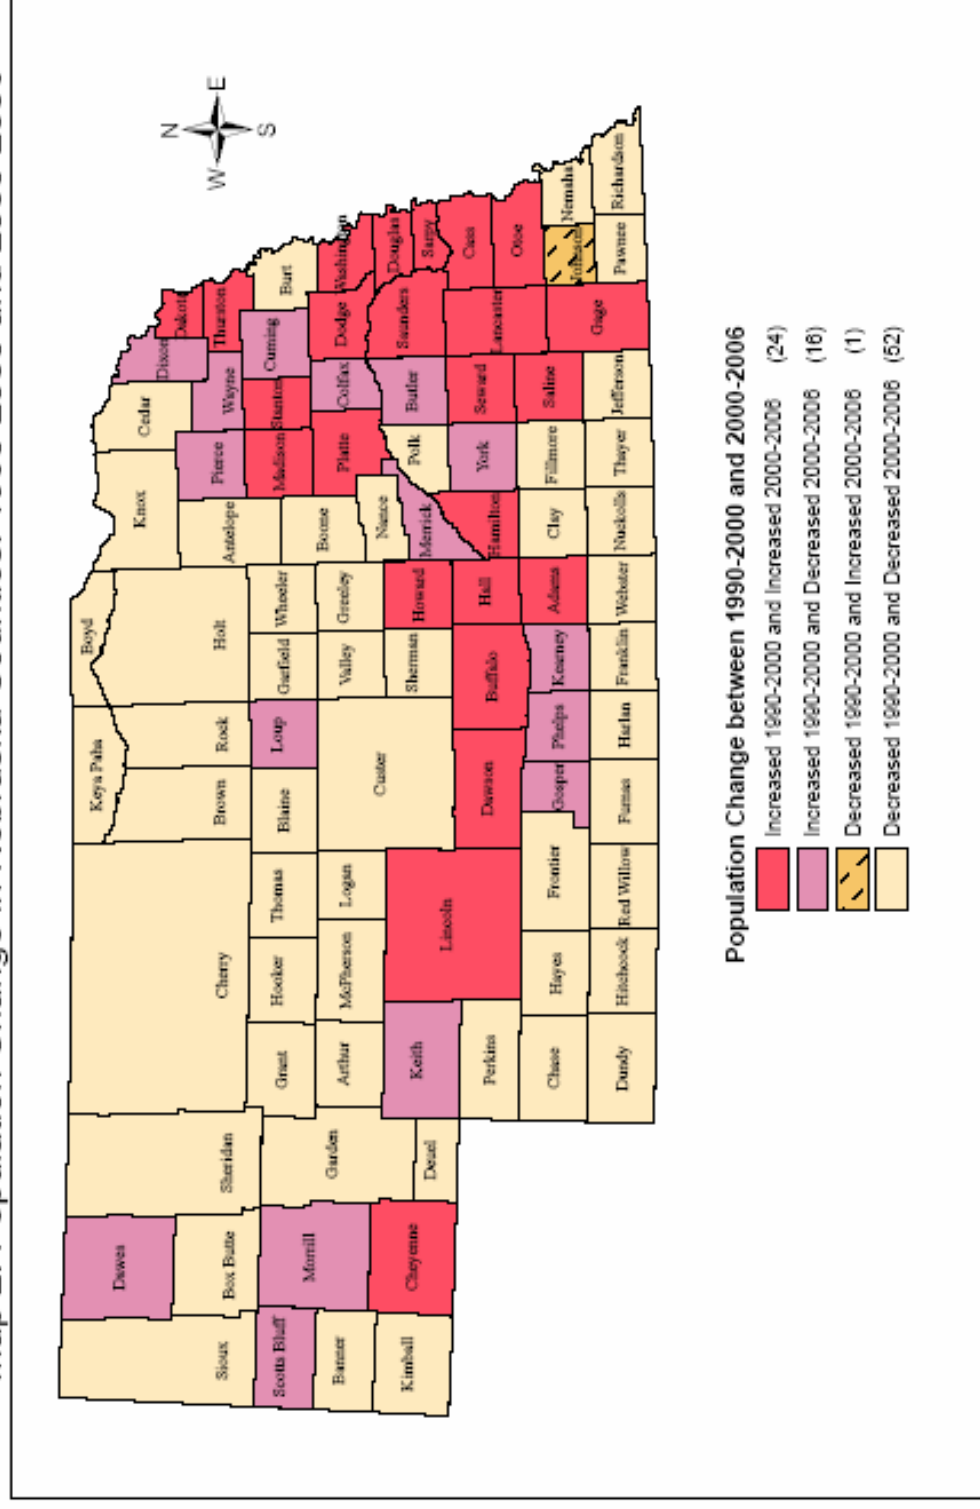 N
W E
S
Sioux
Dawes
Box Butte
Sheridan
Scotts Bluff
Morrill
Banner
Kimball
Cheyenne
Garden
Deuel
Cherry
Keya Paha
Boyd
Brown
Rock
Holt
Knox
Cedar
Dixon
Dakota
Antelope
Pierce
Wayne
Thurston
Grant
Hooker
Thomas
Blaine
Loup
Garfield
Wheeler
Boone
Madison
Stanton
Cuming
Burt
Arthur
McPherson
Logan
Custer
Valley
Greeley
Nance
Platte
Colfax
Dodge
Washington
Keith
Lincoln
Sherman
Howard
Merrick
Polk
Butler
Saunders
Douglas
Sarpy
Perkins
Dawson
Buffalo
Hall
Hamilton
York
Seward
Lancaster
Cass
Otoe
Chase
Hayes
Frontier
Gosper
Phelps
Kearney
Adams
Clay
Fillmore
Saline
Gage
Johnson
Nemaha
Dundy
Hitchcock
Red Willow
Furnas
Harlan
Franklin
Webster
Nuckolls
Thayer
Jefferson
Pawnee
Richardson
Population Change between 1990-2000 and 2000-2006
Increased 1990-2000 and Increased 2000-2006 (24)
Increased 1990-2000 and Decreased 2000-2006 (16)
Decreased 1990-2000 and Increased 2000-2006 (1)
Decreased 1990-2000 and Decreased 2000-2006 (52)